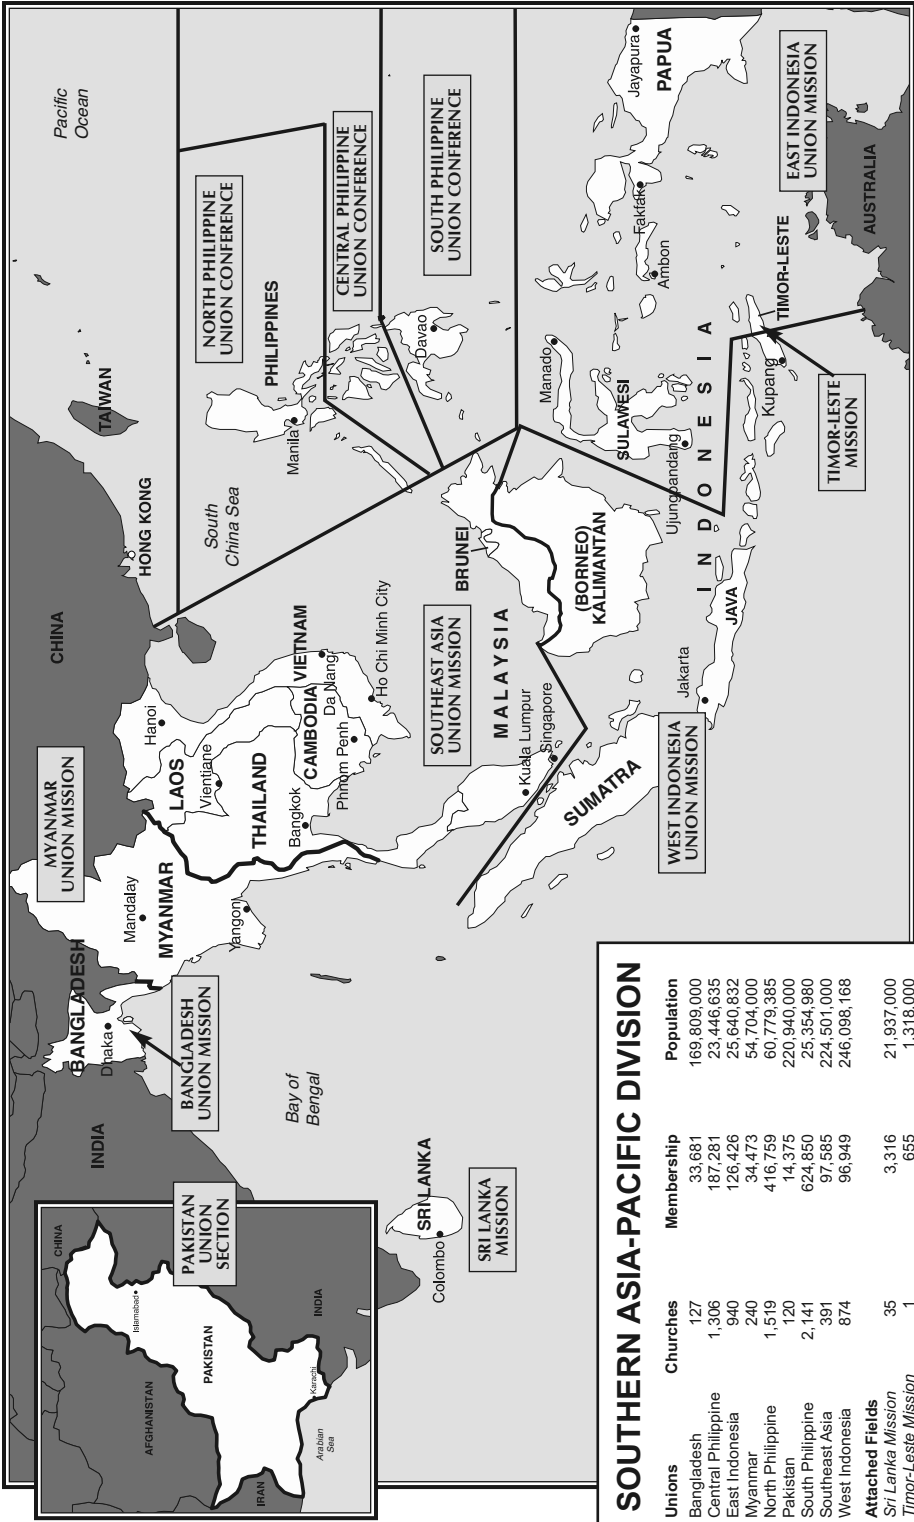 Pacific
Ocean
TAIWAN
HONG KONG
CHINA
South
China Sea
NORTH PHILIPPINE
UNION CONFERENCE
PHILIPPINES
Manila
CENTRAL PHILIPPINE
UNION CONFERENCE
SOUTH PHILIPPINE
UNION CONFERENCE
Davao
Jayapura
PAPUA
Fakfak
Ambon
Manado
SULAWESI
Ujungpandang
INDONESIA
EAST INDONESIA
UNION MISSION
AUSTRALIA
TIMOR-LESTE
Kupang
TIMOR-LESTE
MISSION
BRUNEI
(BORNEO)
KALIMANTAN
JAVA
Jakarta
MALAYSIA
SOUTHEAST ASIA
UNION MISSION
Kuala Lumpur
Singapore
SUMATRA
WEST INDONESIA
UNION MISSION
VIETNAM
Hanoi
Da Nang
Ho Chi Minh City
LAOS
Vientiane
THAILAND
Bangkok
CAMBODIA
Phnom Penh
MYANMAR
UNION MISSION
Mandalay
MYANMAR
Yangon
BANGLADESH
Dhaka
BANGLADESH
UNION MISSION
INDIA
Bay of
Bengal
SRI LANKA
Colombo
SRI LANKA
MISSION
PAKISTAN
UNION
SECTION
CHINA
Islamabad
PAKISTAN
AFGHANISTAN
INDIA
Karachi
Arabian
Sea
IRAN
SOUTHERN ASIA-PACIFIC DIVISION
Unions Churches Membership Population
Bangladesh 127 33,681 169,809,000
Central Philippine 1,306 187,281 23,446,635
East Indonesia 940 126,426 25,640,832
Myanmar 240 34,473 54,704,000
North Philippine 1,519 416,759 60,779,385
Pakistan 120 14,375 220,940,000
South Philippine 2,141 624,850 25,354,980
Southeast Asia 391 97,585 224,501,000
West Indonesia 874 96,949 246,098,168
Attached Fields
Sri Lanka Mission 35 3,316 21,937,000
Timor-Leste Mission 1 655 1,318,000